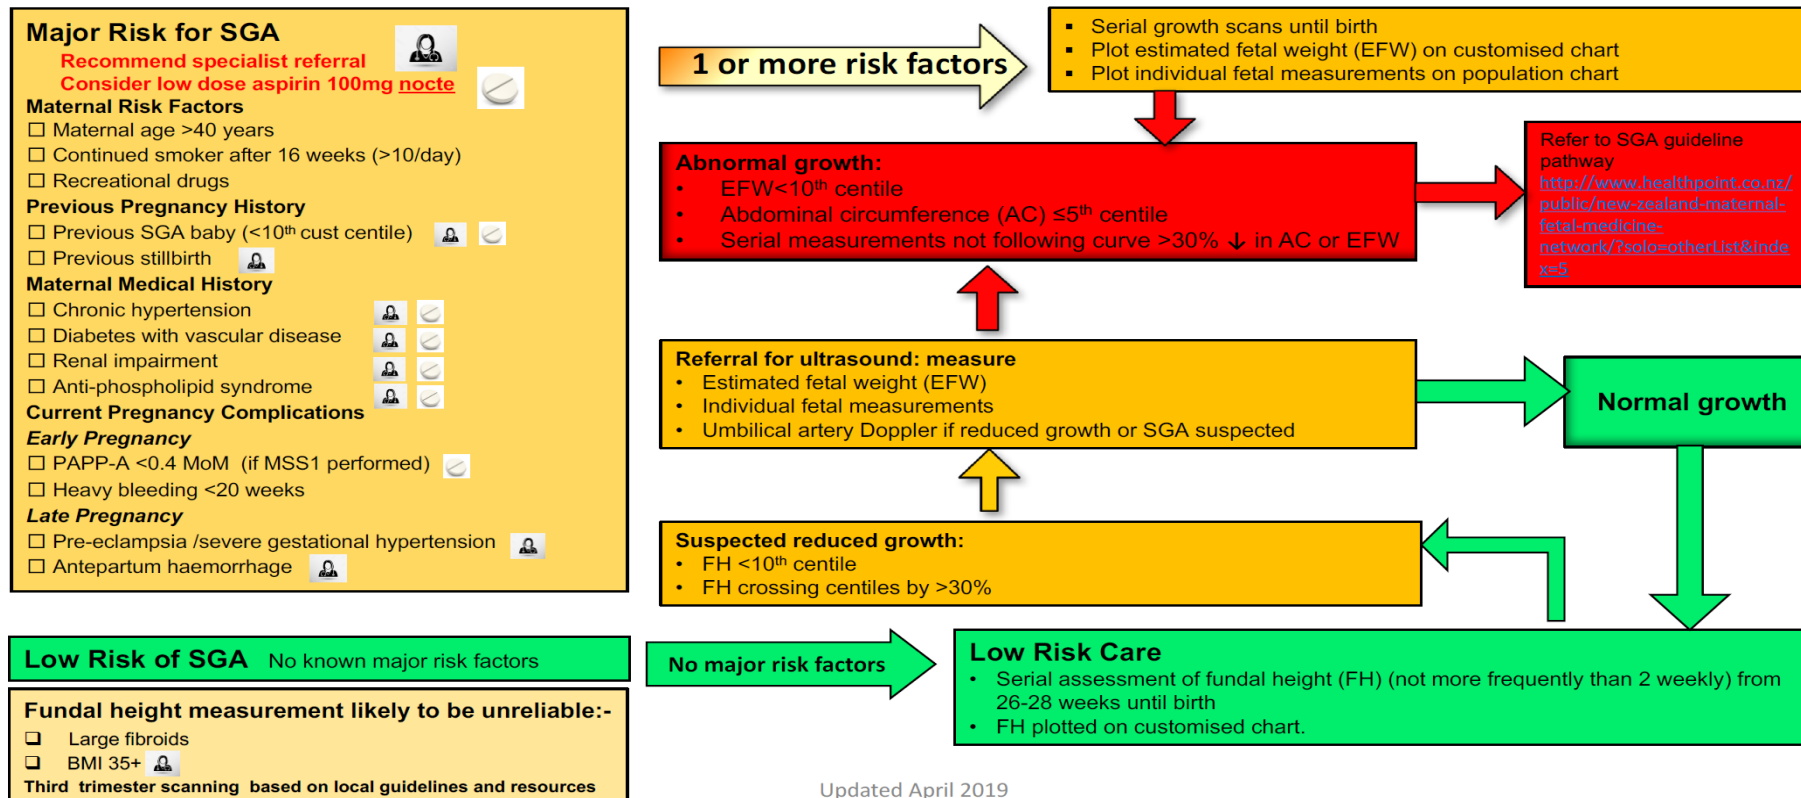 Major Risk for SGA
Recommend specialist referral
Consider low dose aspirin 100mg nocte
Maternal Risk Factors
☐ Maternal age >40 years
☐ Continued smoker after 16 weeks (>10/day)
☐ Recreational drugs
Previous Pregnancy History
☐ Previous SGA baby (<10th cust centile)
☐ Previous stillbirth
Maternal Medical History
☐ Chronic hypertension
☐ Diabetes with vascular disease
☐ Renal impairment
☐ Anti-phospholipid syndrome
Current Pregnancy Complications
Early Pregnancy
☐ PAPP-A <0.4 MoM (if MSS1 performed)
☐ Heavy bleeding <20 weeks
Late Pregnancy
☐ Pre-eclampsia /severe gestational hypertension
☐ Antepartum haemorrhage
Low Risk of SGA No known major risk factors
Fundal height measurement likely to be unreliable:-
❑ Large fibroids
❑ BMI 35+
Third trimester scanning based on local guidelines and resources
1 or more risk factors
▪ Serial growth scans until birth
▪ Plot estimated fetal weight (EFW) on customised chart
▪ Plot individual fetal measurements on population chart
Abnormal growth:
• EFW<10th centile
• Abdominal circumference (AC) ≤5th centile
• Serial measurements not following curve >30% ↓ in AC or EFW
Refer to SGA guideline
pathway
http://www.healthpoint.co.nz/
public/new-zealand-maternal-
fetal-medicine-
network/?solo=otherList&inde
x=5
Referral for ultrasound: measure
• Estimated fetal weight (EFW)
• Individual fetal measurements
• Umbilical artery Doppler if reduced growth or SGA suspected
Normal growth
Suspected reduced growth:
• FH <10th centile
• FH crossing centiles by >30%
No major risk factors
Low Risk Care
• Serial assessment of fundal height (FH) (not more frequently than 2 weekly) from
26-28 weeks until birth
• FH plotted on customised chart.
Updated April 2019